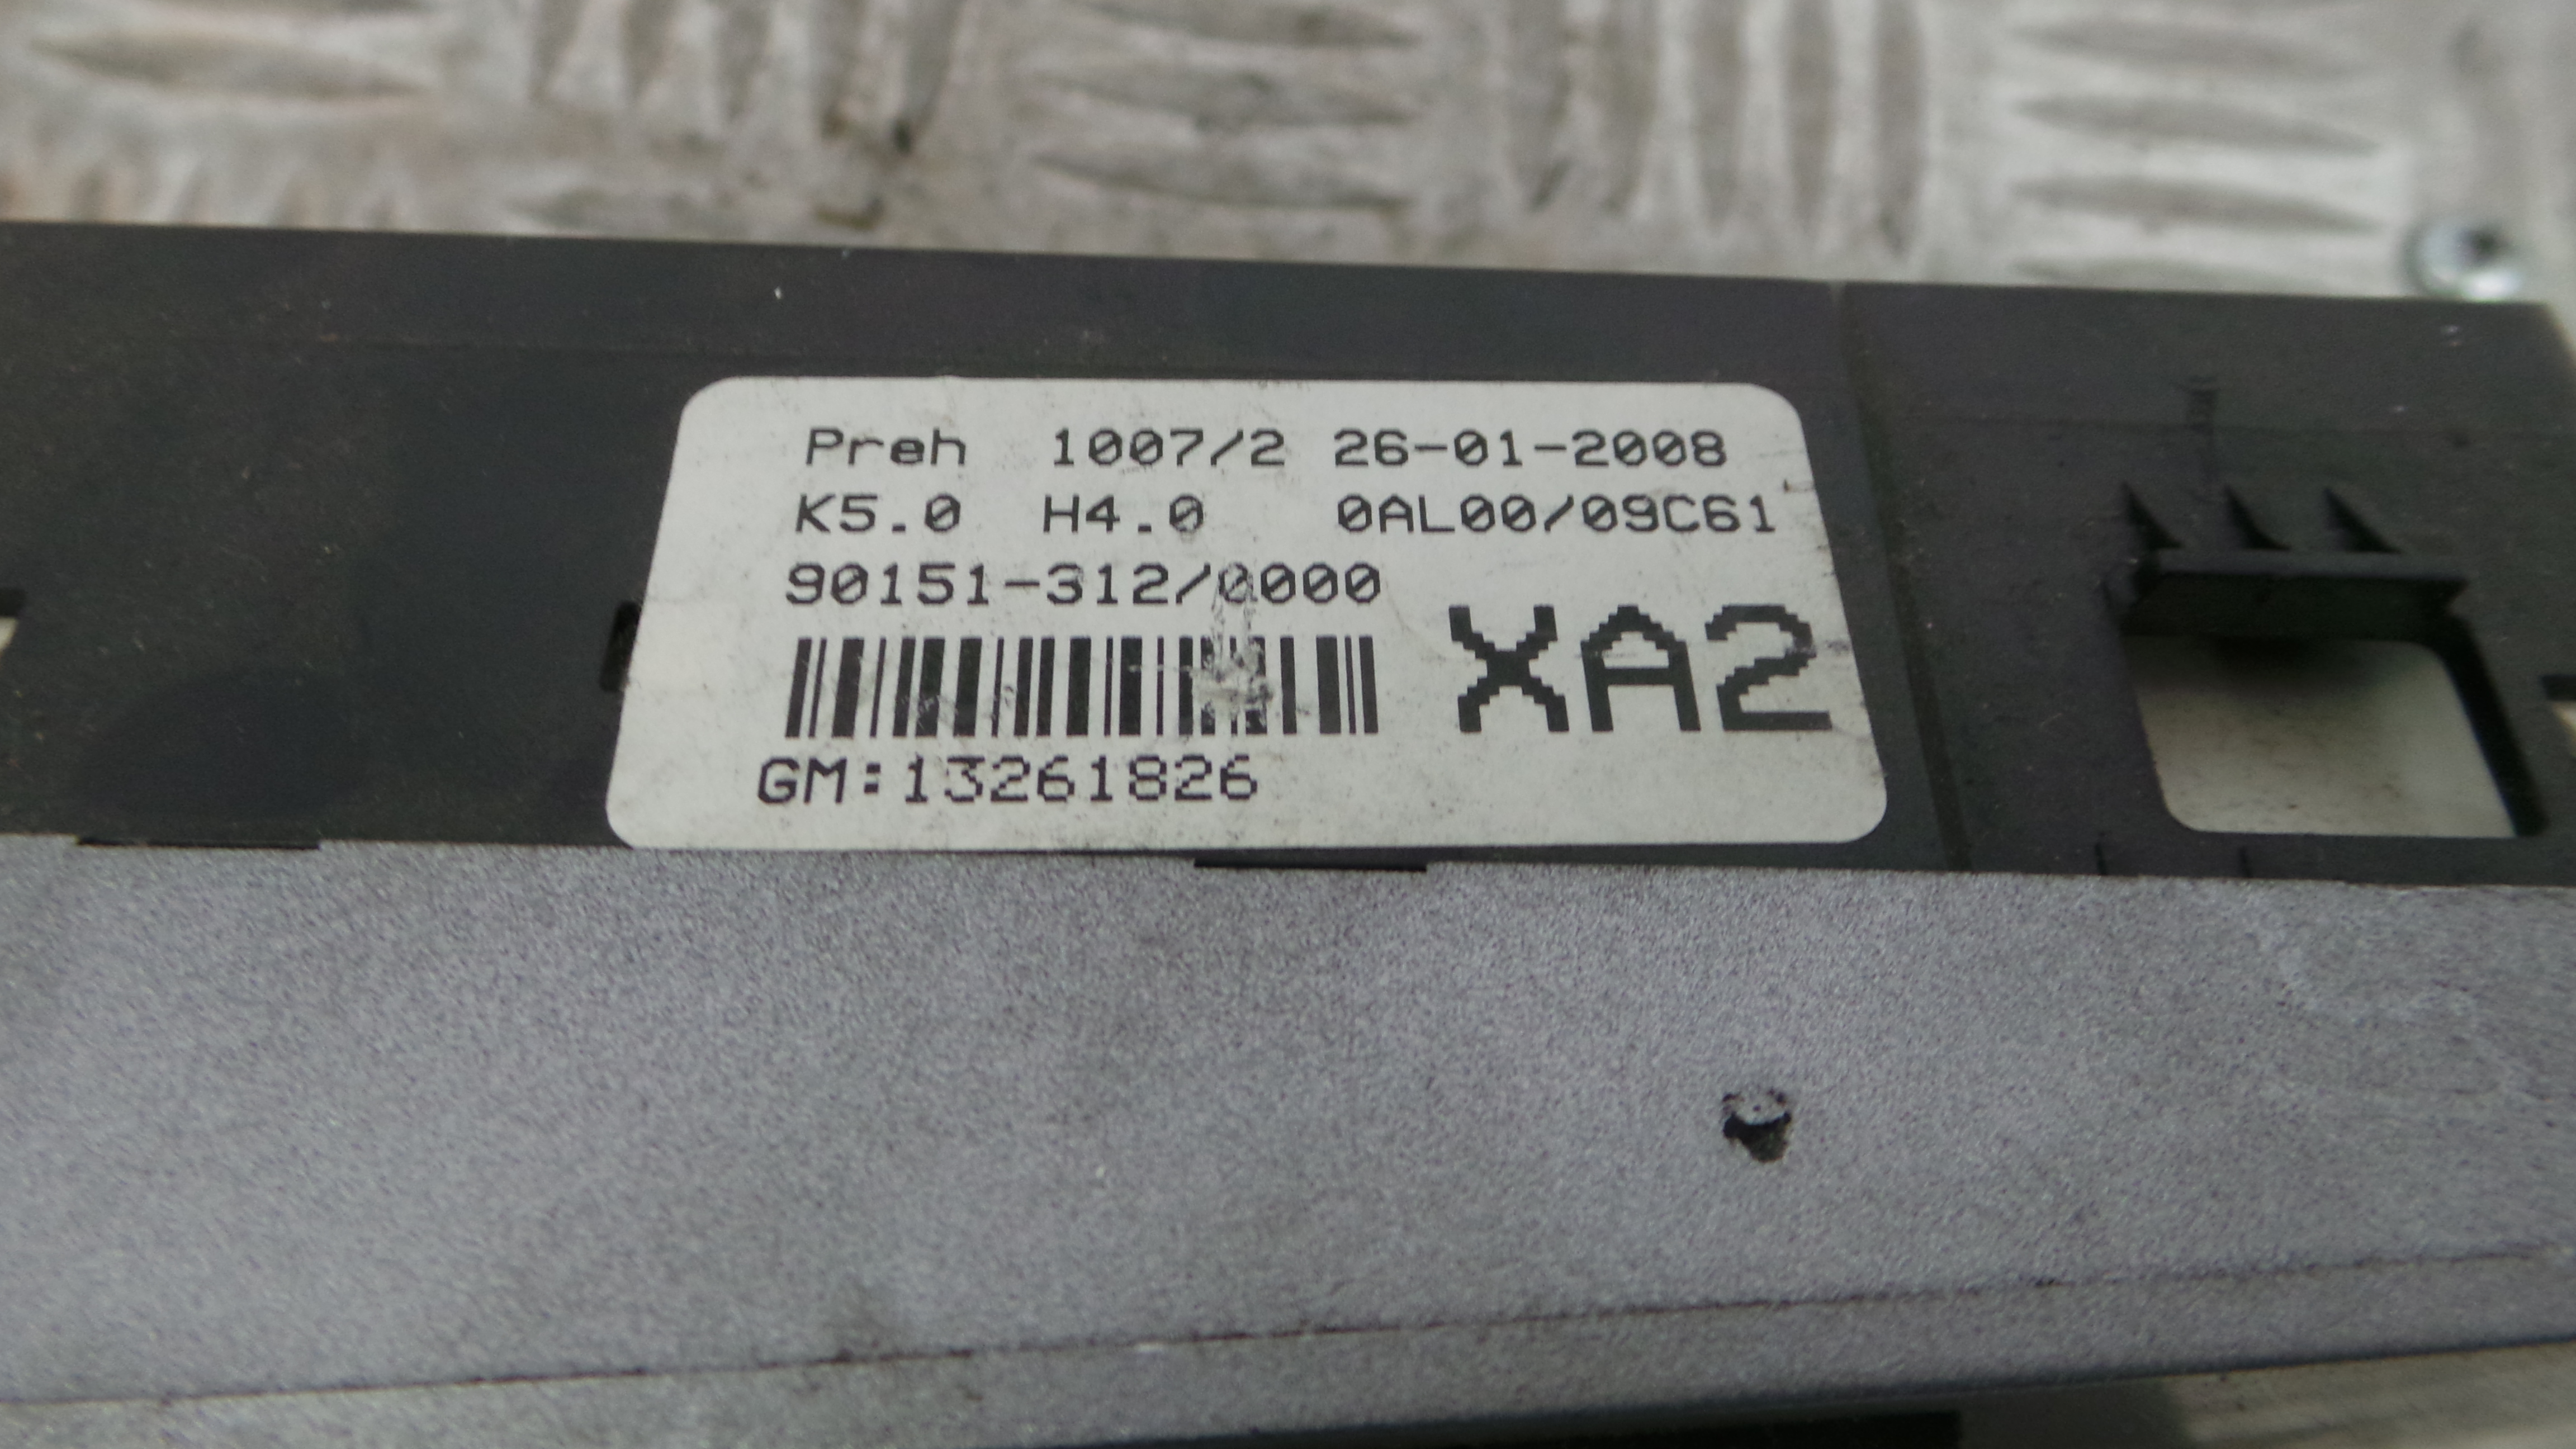 Preh 1007/2 26-01-2008
K5.0 H4.0 0AL00/09C61
90151-312/0000
XA2
GM:13261826